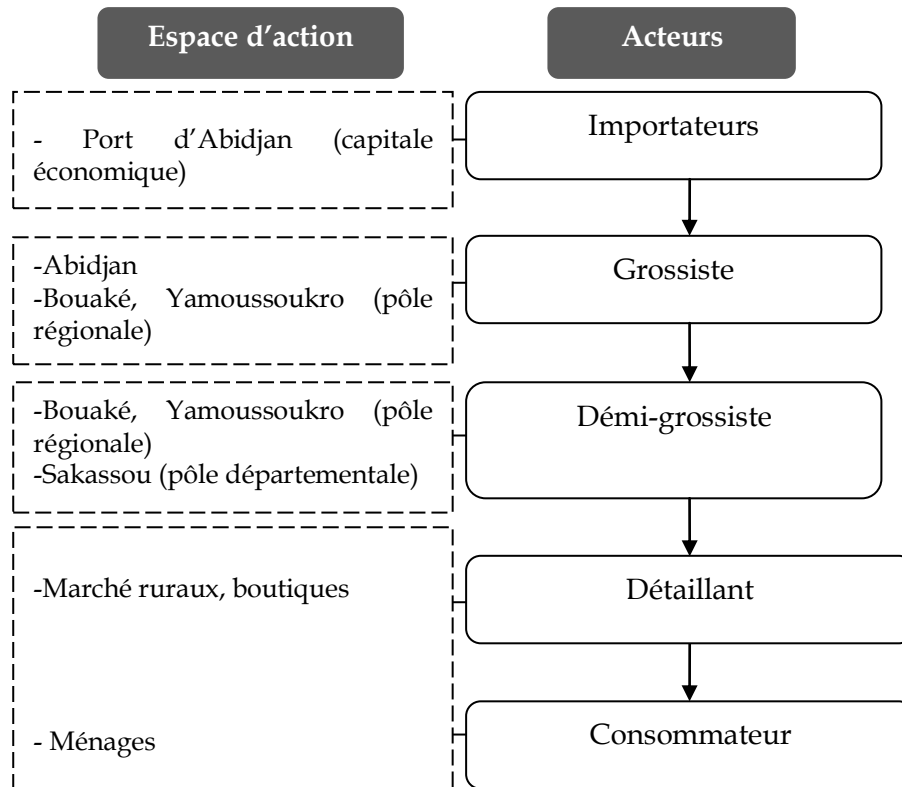 Espace d’action
Acteurs
- Port d’Abidjan (capitale
économique)
Importateurs
-Abidjan
-Bouaké, Yamoussoukro (pôle
régionale)
Grossiste
-Bouaké, Yamoussoukro (pôle
régionale)
-Sakassou (pôle départementale)
Démi-grossiste
-Marché ruraux, boutiques
Détaillant
- Ménages
Consommateur